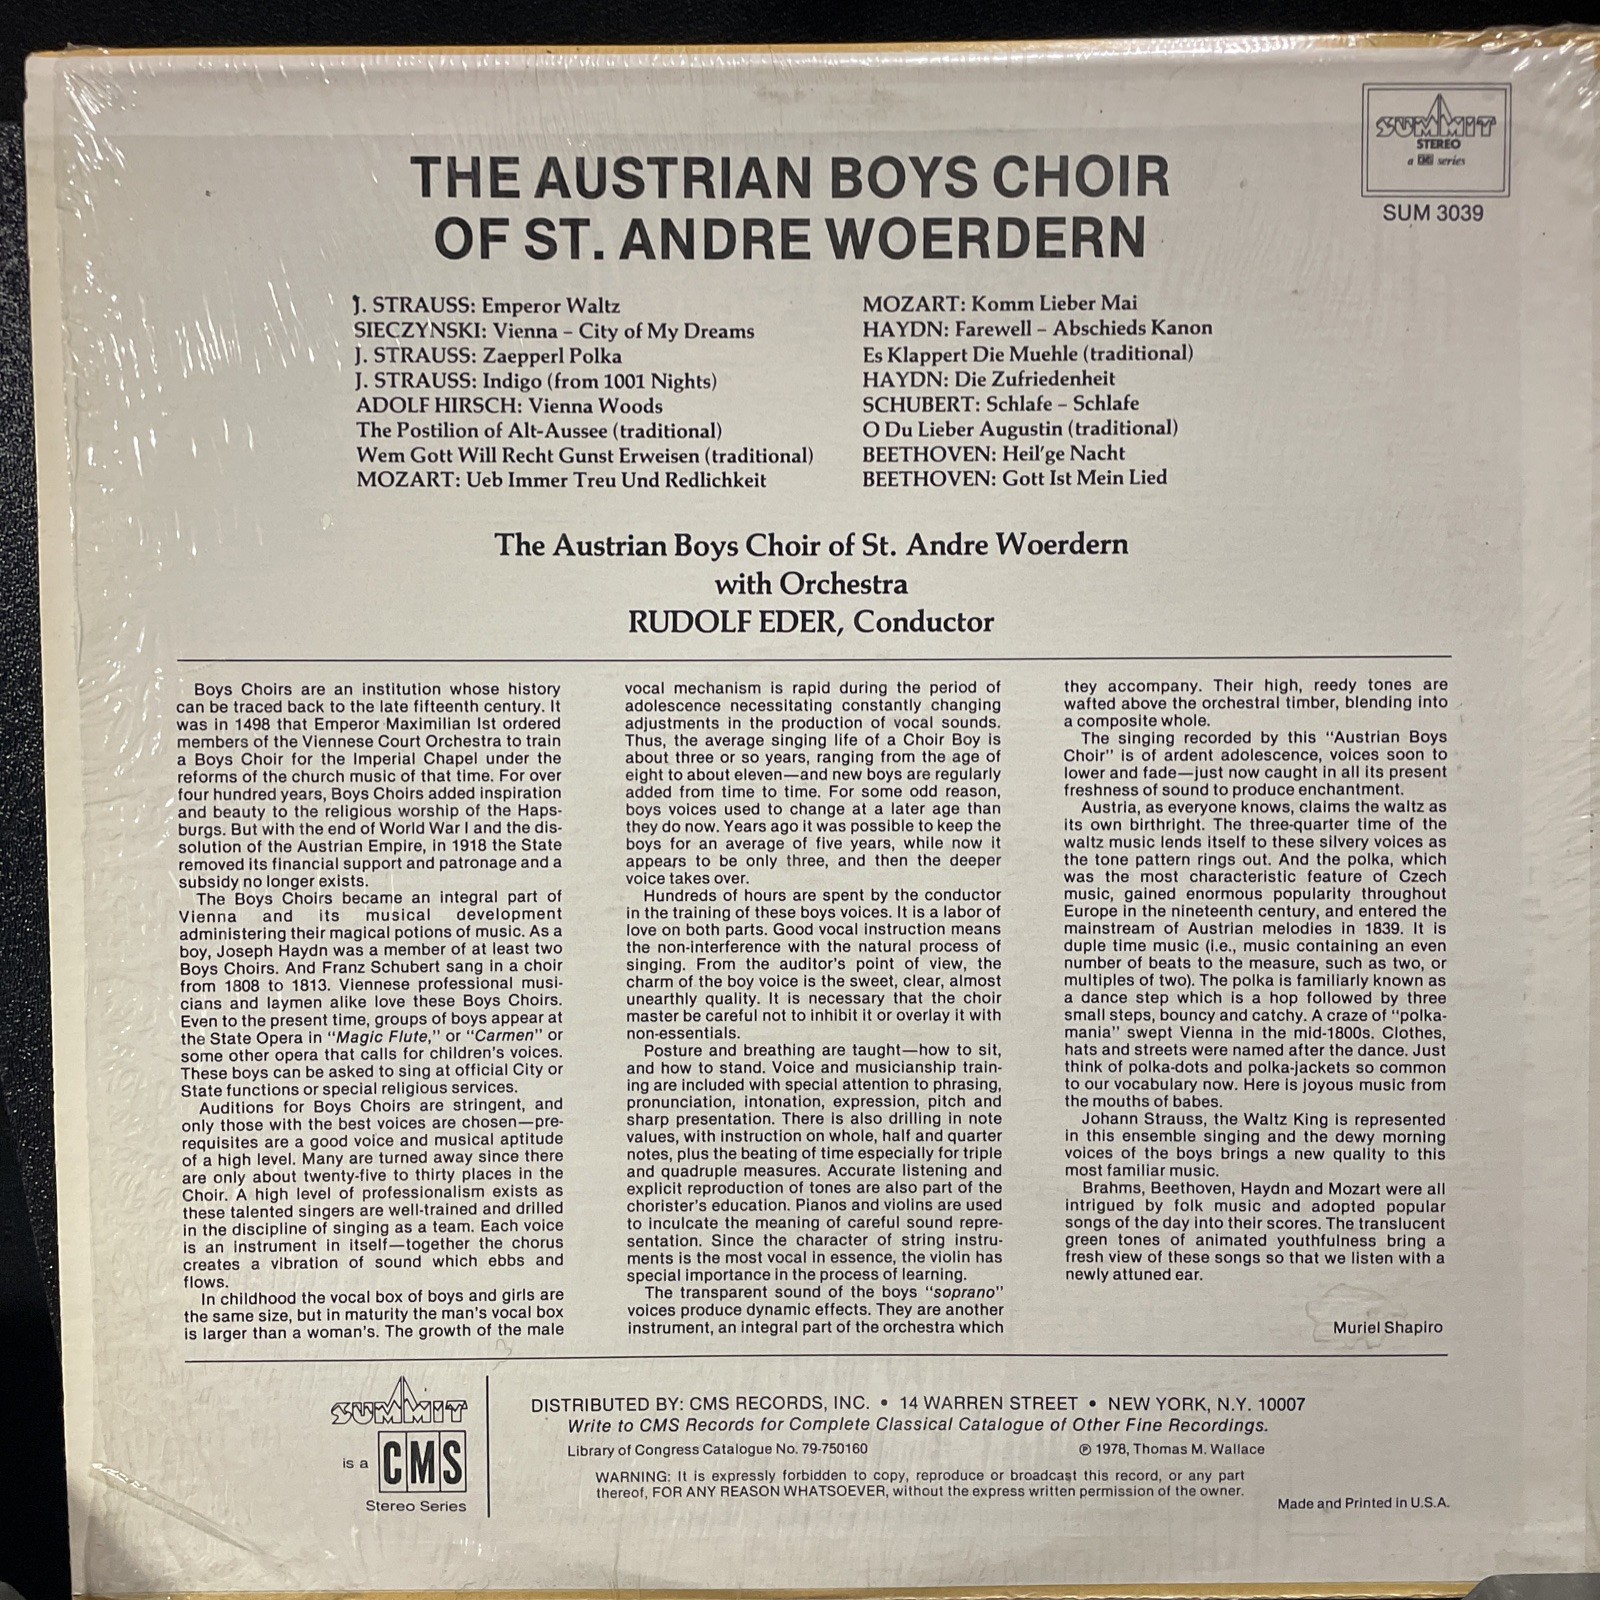 SUMMIT
STEREO
a CMS series
SUM 3039
THE AUSTRIAN BOYS CHOIR
OF ST. ANDRE WOERDERN
J. STRAUSS: Emperor Waltz
SIECZYNSKI: Vienna – City of My Dreams
J. STRAUSS: Zaepperl Polka
J. STRAUSS: Indigo (from 1001 Nights)
ADOLF HIRSCH: Vienna Woods
The Postilion of Alt-Aussee (traditional)
Wem Gott Will Recht Gunst Erweisen (traditional)
MOZART: Ueb Immer Treu Und Redlichkeit
MOZART: Komm Lieber Mai
HAYDN: Farewell – Abschieds Kanon
Es Klappert Die Muehle (traditional)
HAYDN: Die Zufriedenheit
SCHUBERT: Schlafe – Schlafe
O Du Lieber Augustin (traditional)
BEETHOVEN: Heil'ge Nacht
BEETHOVEN: Gott Ist Mein Lied
The Austrian Boys Choir of St. Andre Woerdern
with Orchestra
RUDOLF EDER, Conductor
Boys Choirs are an institution whose history
can be traced back to the late fifteenth century. It
was in 1498 that Emperor Maximilian Ist ordered
members of the Viennese Court Orchestra to train
a Boys Choir for the Imperial Chapel under the
reforms of the church music of that time. For over
four hundred years, Boys Choirs added inspiration
and beauty to the religious worship of the Haps-
burgs. But with the end of World War I and the dis-
solution of the Austrian Empire, in 1918 the State
removed its financial support and patronage and a
subsidy no longer exists.
The Boys Choirs became an integral part of
Vienna and its musical development
administering their magical potions of music. As a
boy, Joseph Haydn was a member of at least two
Boys Choirs. And Franz Schubert sang in a choir
from 1808 to 1813. Viennese professional musi-
cians and laymen alike love these Boys Choirs.
Even to the present time, groups of boys appear at
the State Opera in "Magic Flute," or "Carmen" or
some other opera that calls for children's voices.
These boys can be asked to sing at official City or
State functions or special religious services.
Auditions for Boys Choirs are stringent, and
only those with the best voices are chosen—pre-
requisites are a good voice and musical aptitude
of a high level. Many are turned away since there
are only about twenty-five to thirty places in the
Choir. A high level of professionalism exists as
these talented singers are well-trained and drilled
in the discipline of singing as a team. Each voice
is an instrument in itself—together the chorus
creates a vibration of sound which ebbs and
flows.
In childhood the vocal box of boys and girls are
the same size, but in maturity the man's vocal box
is larger than a woman's. The growth of the male
vocal mechanism is rapid during the period of
adolescence necessitating constantly changing
adjustments in the production of vocal sounds.
Thus, the average singing life of a Choir Boy is
about three or so years, ranging from the age of
eight to about eleven—and new boys are regularly
added from time to time. For some odd reason,
boys voices used to change at a later age than
they do now. Years ago it was possible to keep the
boys for an average of five years, while now it
appears to be only three, and then the deeper
voice takes over.
Hundreds of hours are spent by the conductor
in the training of these boys voices. It is a labor of
love on both parts. Good vocal instruction means
the non-interference with the natural process of
singing. From the auditor's point of view, the
charm of the boy voice is the sweet, clear, almost
unearthly quality. It is necessary that the choir
master be careful not to inhibit it or overlay it with
non-essentials.
Posture and breathing are taught—how to sit,
and how to stand. Voice and musicianship train-
ing are included with special attention to phrasing,
pronunciation, intonation, expression, pitch and
sharp presentation. There is also drilling in note
values, with instruction on whole, half and quarter
notes, plus the beating of time especially for triple
and quadruple measures. Accurate listening and
explicit reproduction of tones are also part of the
chorister's education. Pianos and violins are used
to inculcate the meaning of careful sound repre-
sentation. Since the character of string instru-
ments is the most vocal in essence, the violin has
special importance in the process of learning.
The transparent sound of the boys "soprano"
voices produce dynamic effects. They are another
instrument, an integral part of the orchestra which
they accompany. Their high, reedy tones are
wafted above the orchestral timber, blending into
a composite whole.
The singing recorded by this "Austrian Boys
Choir" is of ardent adolescence, voices soon to
lower and fade—just now caught in all its present
freshness of sound to produce enchantment.
Austria, as everyone knows, claims the waltz as
its own birthright. The three-quarter time of the
waltz music lends itself to these silvery voices as
the tone pattern rings out. And the polka, which
was the most characteristic feature of Czech
music, gained enormous popularity throughout
Europe in the nineteenth century, and entered the
mainstream of Austrian melodies in 1839. It is
duple time music (i.e., music containing an even
number of beats to the measure, such as two, or
multiples of two). The polka is familiarly known as
a dance step which is a hop followed by three
small steps, bouncy and catchy. A craze of "polka-
mania" swept Vienna in the mid-1800s. Clothes,
hats and streets were named after the dance. Just
think of polka-dots and polka-jackets so common
to our vocabulary now. Here is joyous music from
the mouths of babes.
Johann Strauss, the Waltz King is represented
in this ensemble singing and the dewy morning
voices of the boys brings a new quality to this
most familiar music.
Brahms, Beethoven, Haydn and Mozart were all
intrigued by folk music and adopted popular
songs of the day into their scores. The translucent
green tones of animated youthfulness bring a
fresh view of these songs so that we listen with a
newly attuned ear.
Muriel Shapiro
SUMMIT
is a CMS
Stereo Series
DISTRIBUTED BY: CMS RECORDS, INC. • 14 WARREN STREET • NEW YORK, N.Y. 10007
Write to CMS Records for Complete Classical Catalogue of Other Fine Recordings.
Library of Congress Catalogue No. 79-750160
℗ 1978, Thomas M. Wallace
WARNING: It is expressly forbidden to copy, reproduce or broadcast this record, or any part
thereof, FOR ANY REASON WHATSOEVER, without the express written permission of the owner.
Made and Printed in U.S.A.